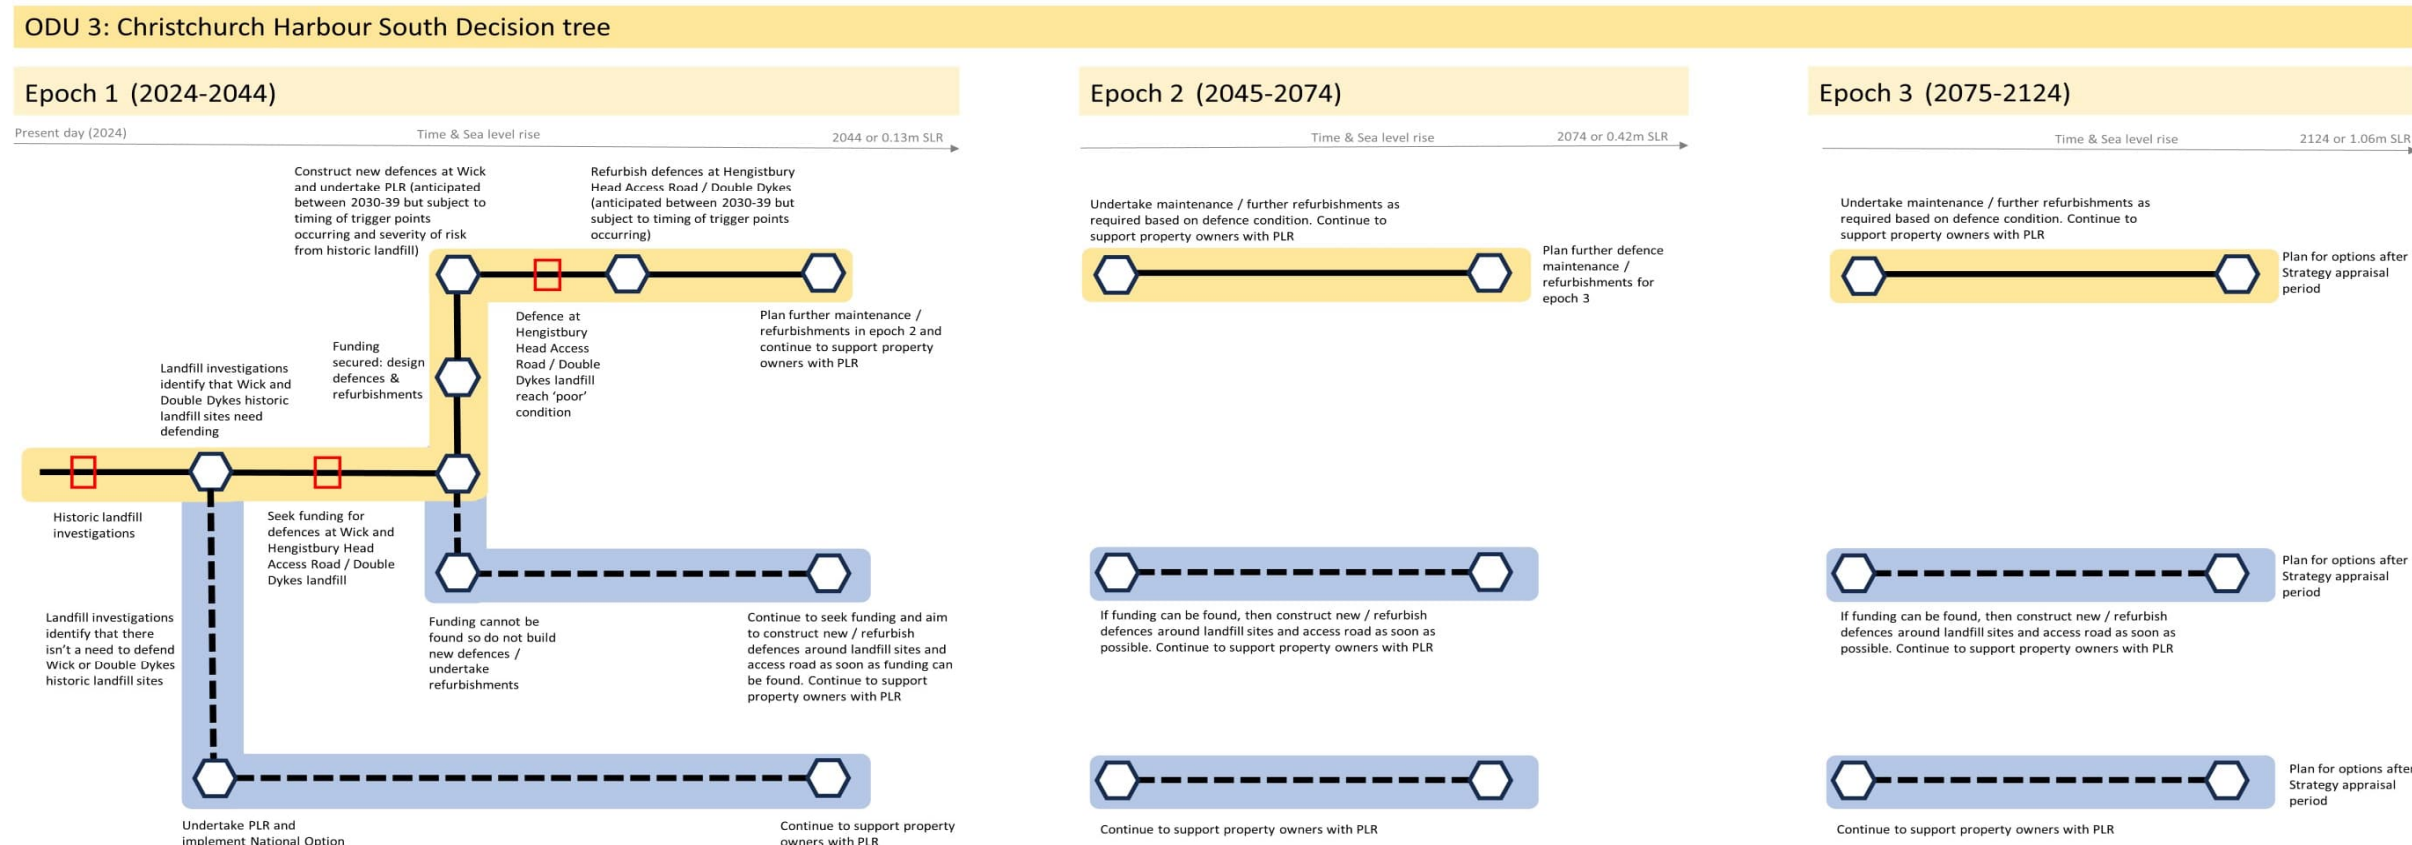 ODU 3: Christchurch Harbour South Decision tree
Epoch 1 (2024-2044)
Present day (2024)
Time & Sea level rise
2044 or 0.13m SLR
Construct new defences at Wick
and undertake PLR (anticipated
between 2030-39 but subject to
timing of trigger points
occurring and severity of risk
from historic landfill)
Refurbish defences at Hengistbury
Head Access Road / Double Dykes
(anticipated between 2030-39 but
subject to timing of trigger points
occurring)
Funding
secured: design
defences &
refurbishments
Defence at
Hengistbury
Head Access
Road / Double
Dykes landfill
reach ‘poor’
condition
Plan further maintenance /
refurbishments in epoch 2 and
continue to support property
owners with PLR
Landfill investigations
identify that Wick and
Double Dykes historic
landfill sites need
defending
Historic landfill
investigations
Seek funding for
defences at Wick and
Hengistbury Head
Access Road / Double
Dykes landfill
Landfill investigations
identify that there
isn’t a need to defend
Wick or Double Dykes
historic landfill sites
Funding cannot be
found so do not build
new defences /
undertake
refurbishments
Continue to seek funding and aim
to construct new / refurbish
defences around landfill sites and
access road as soon as funding can
be found. Continue to support
property owners with PLR
Undertake PLR and
implement National Option
Continue to support property
owners with PLR
Epoch 2 (2045-2074)
Time & Sea level rise
2074 or 0.42m SLR
Undertake maintenance / further refurbishments as
required based on defence condition. Continue to
support property owners with PLR
Plan further defence
maintenance /
refurbishments for
epoch 3
If funding can be found, then construct new / refurbish
defences around landfill sites and access road as soon as
possible. Continue to support property owners with PLR
Continue to support property owners with PLR
Epoch 3 (2075-2124)
Time & Sea level rise
2124 or 1.06m SLR
Undertake maintenance / further refurbishments as
required based on defence condition. Continue to
support property owners with PLR
Plan for options after
Strategy appraisal
period
Plan for options after
Strategy appraisal
period
If funding can be found, then construct new / refurbish
defences around landfill sites and access road as soon as
possible. Continue to support property owners with PLR
Plan for options after
Strategy appraisal
period
Continue to support property owners with PLR